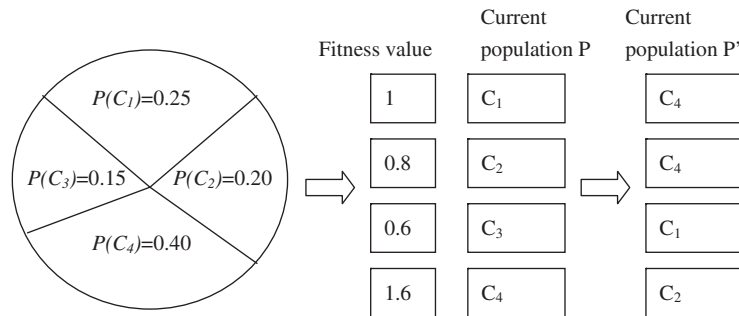 Fitness value
Current
population P
Current
population P’
P(C₁)=0.25
P(C₃)=0.15
P(C₂)=0.20
P(C₄)=0.40
1
C₁
C₄
0.8
C₂
C₄
0.6
C₃
C₁
1.6
C₄
C₂